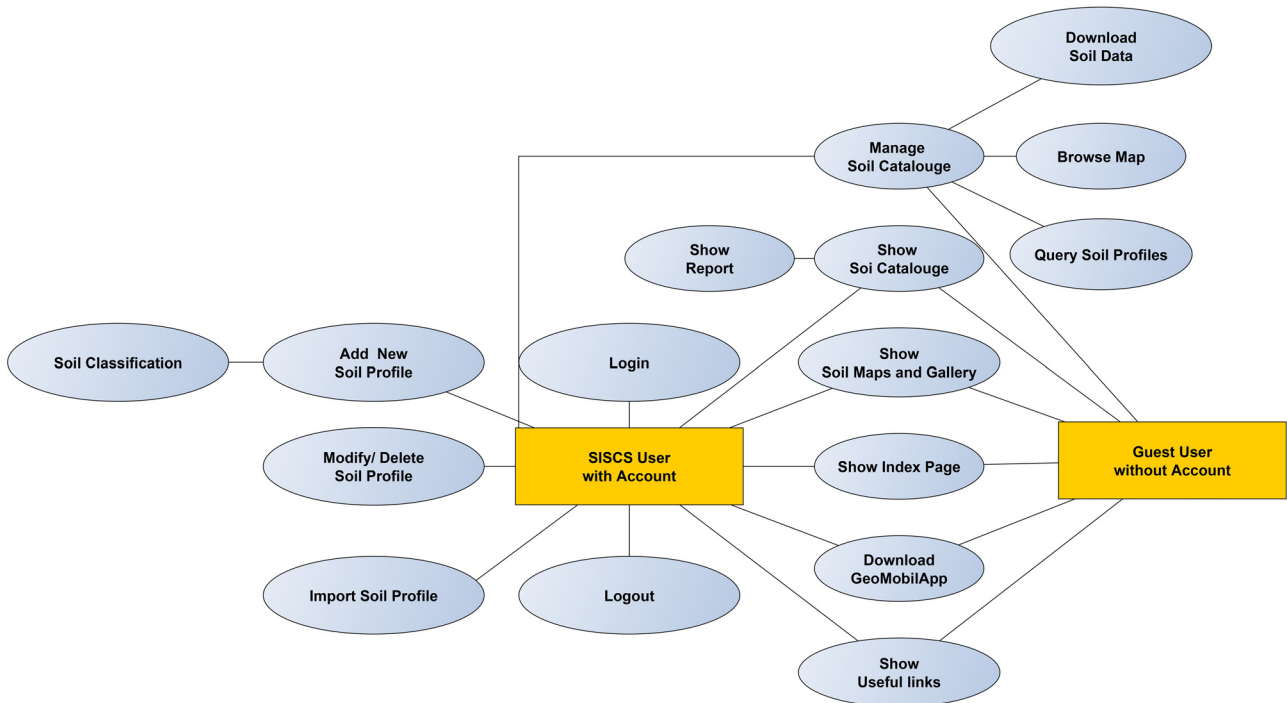 Download
Soil Data
Manage
Soil Catalouge
Browse Map
Show
Report
Show
Soi Catalouge
Query Soil Profiles
Soil Classification
Add New
Soil Profile
Login
Show
Soil Maps and Gallery
Modify/ Delete
Soil Profile
SISCS User
with Account
Show Index Page
Guest User
without Account
Import Soil Profile
Logout
Download
GeoMobilApp
Show
Useful links